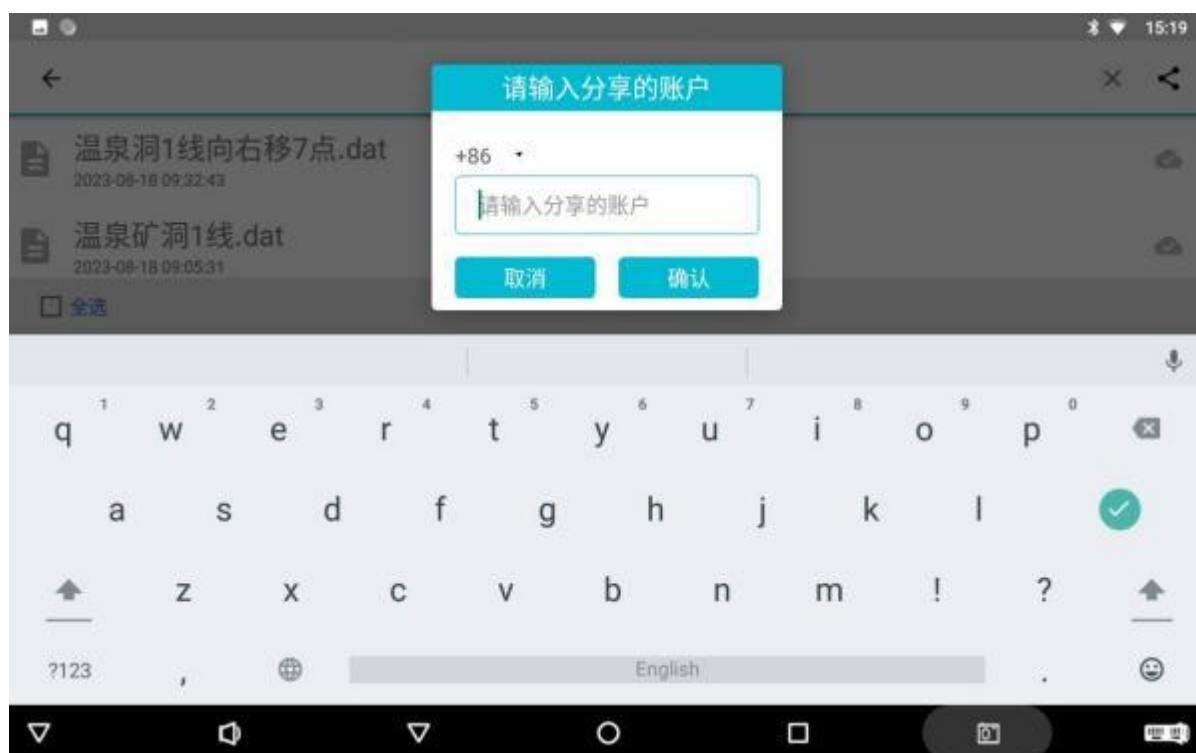 15:19
请输入分享的账户
温泉洞1线向右移7点.dat
2023-08-18 09:32:43
+86
请输入分享的账户
温泉矿洞1线.dat
2023-08-18 09:05:31
取消 确认
全选
1 2 3 4 5 6 7 8 9 0
q w e r t y u i o p
a s d f g h j k l
z x c v b n m ! ?
?123 , English .